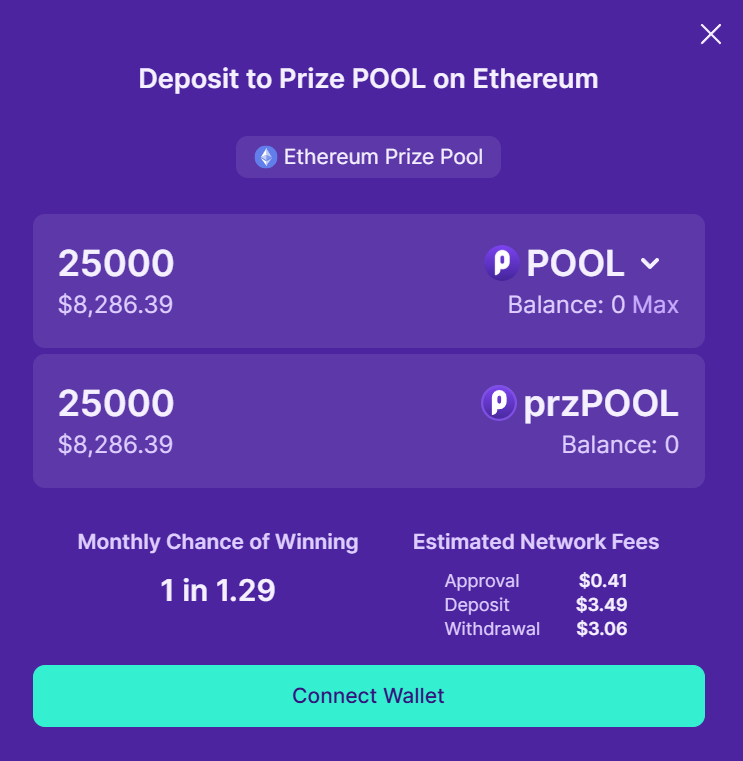 Deposit to Prize POOL on Ethereum
Ethereum Prize Pool
25000 POOL
$8,286.39 Balance: 0 Max
25000 przPOOL
$8,286.39 Balance: 0
Monthly Chance of Winning
1 in 1.29
Estimated Network Fees
Approval $0.41
Deposit $3.49
Withdrawal $3.06
Connect Wallet